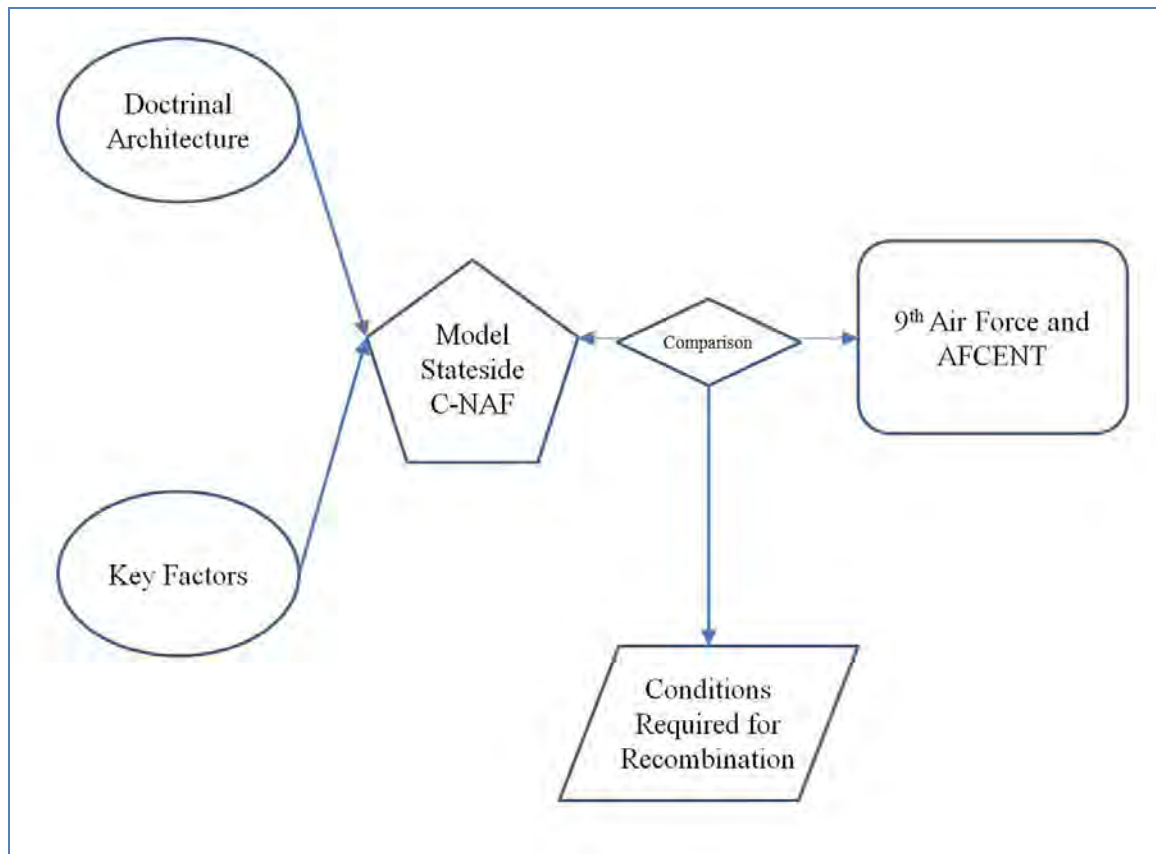 Doctrinal
Architecture
Model
Stateside
C-NAF
Comparison
9th Air Force and
AFCENT
Key Factors
Conditions
Required for
Recombination